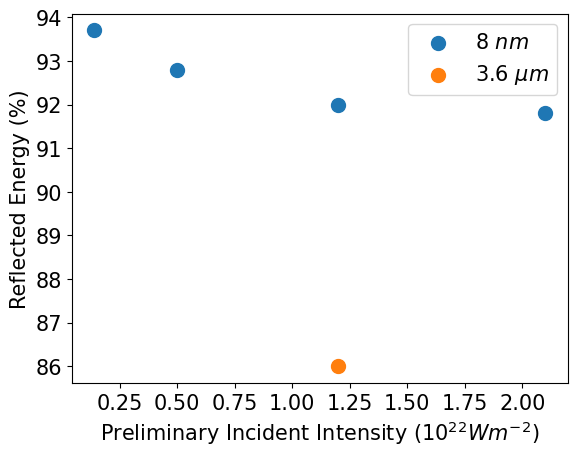 94
93
92
91
90
89
88
87
86
Reflected Energy (%)
8 nm
3.6 μm
0.25 0.50 0.75 1.00 1.25 1.50 1.75 2.00
Preliminary Incident Intensity (10²²Wm⁻²)